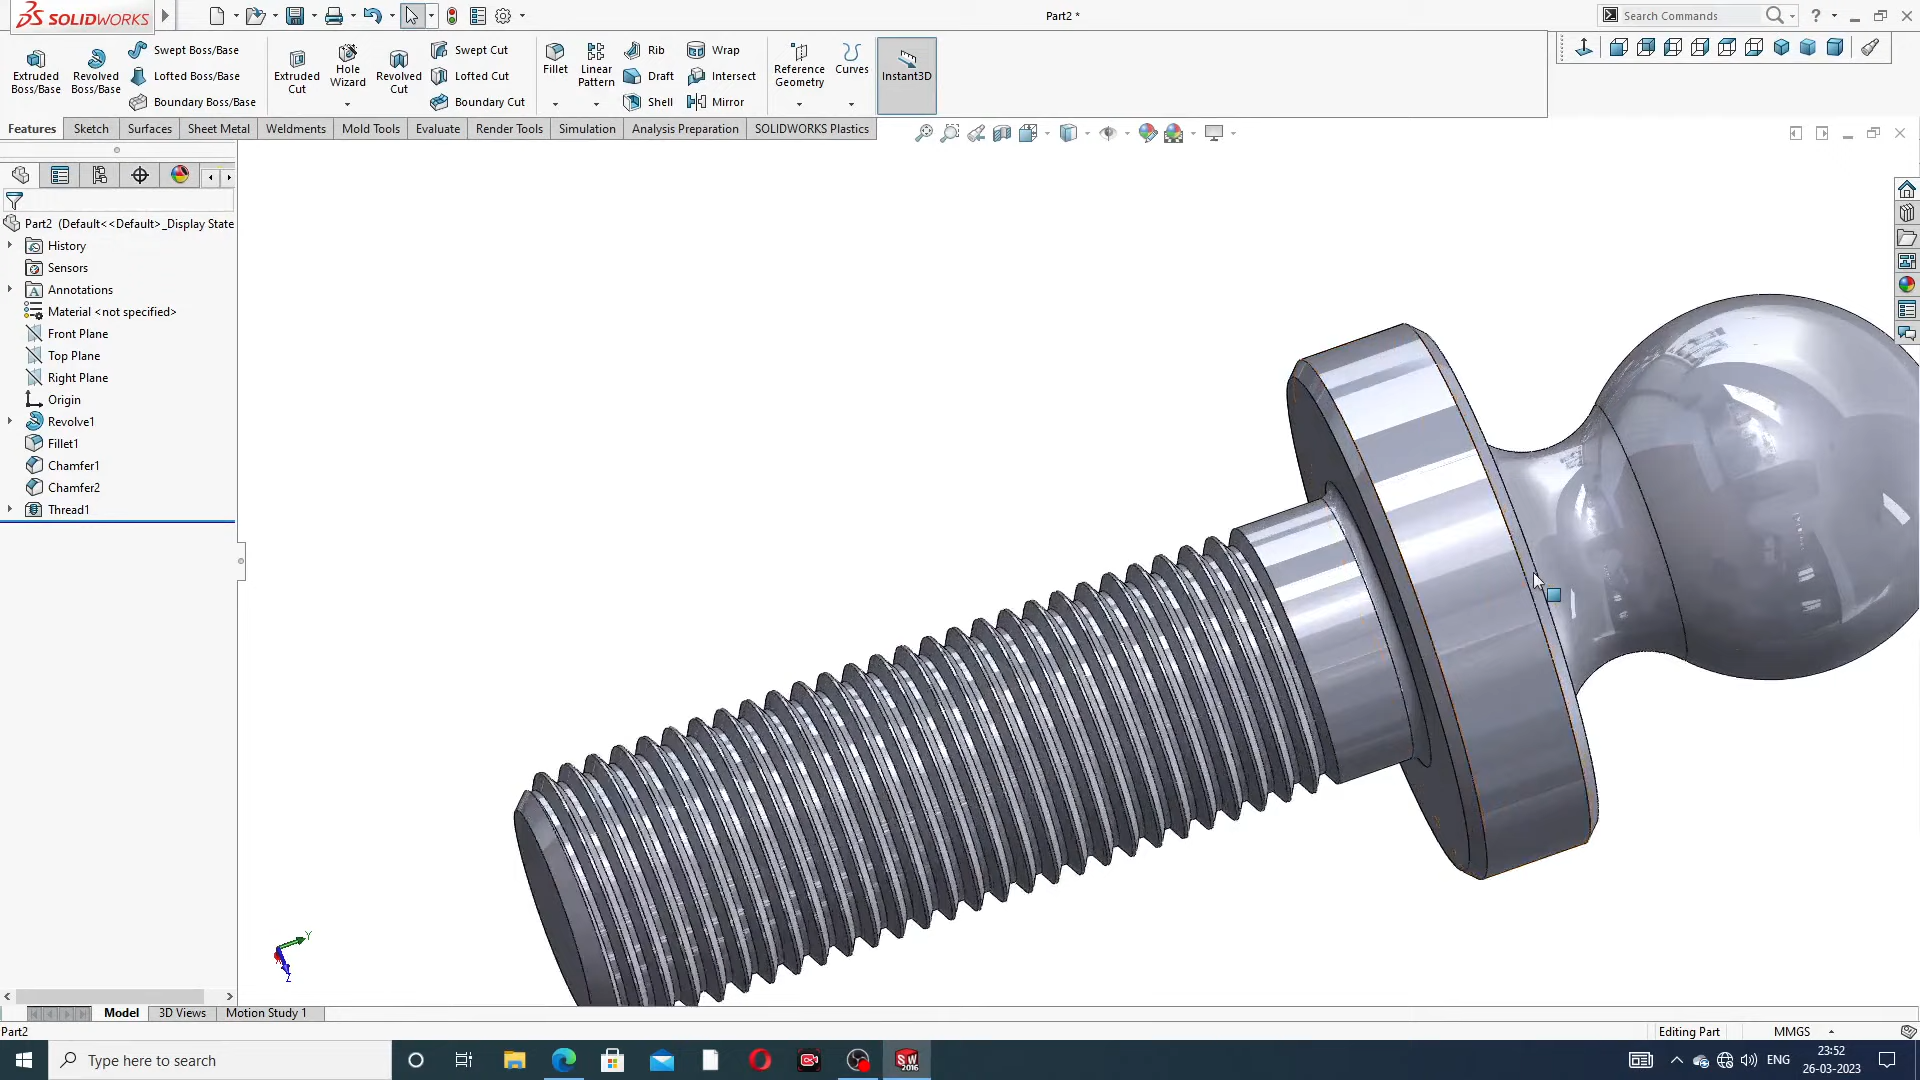 SOLIDWORKS
Part2 *
Search Commands
Extruded Boss/Base
Revolved Boss/Base
Swept Boss/Base
Lofted Boss/Base
Boundary Boss/Base
Extruded Cut
Hole Wizard
Revolved Cut
Swept Cut
Lofted Cut
Boundary Cut
Fillet
Linear Pattern
Rib
Draft
Shell
Wrap
Intersect
Mirror
Reference Geometry
Curves
Instant3D
Features
Sketch
Surfaces
Sheet Metal
Weldments
Mold Tools
Evaluate
Render Tools
Simulation
Analysis Preparation
SOLIDWORKS Plastics
Part2 (Default<<Default>_Display State
History
Sensors
Annotations
Material <not specified>
Front Plane
Top Plane
Right Plane
Origin
Revolve1
Fillet1
Chamfer1
Chamfer2
Thread1
Y
Z
Model
3D Views
Motion Study 1
Part2
Editing Part
MMGS
Type here to search
SW
2016
ENG
23:52
26-03-2023